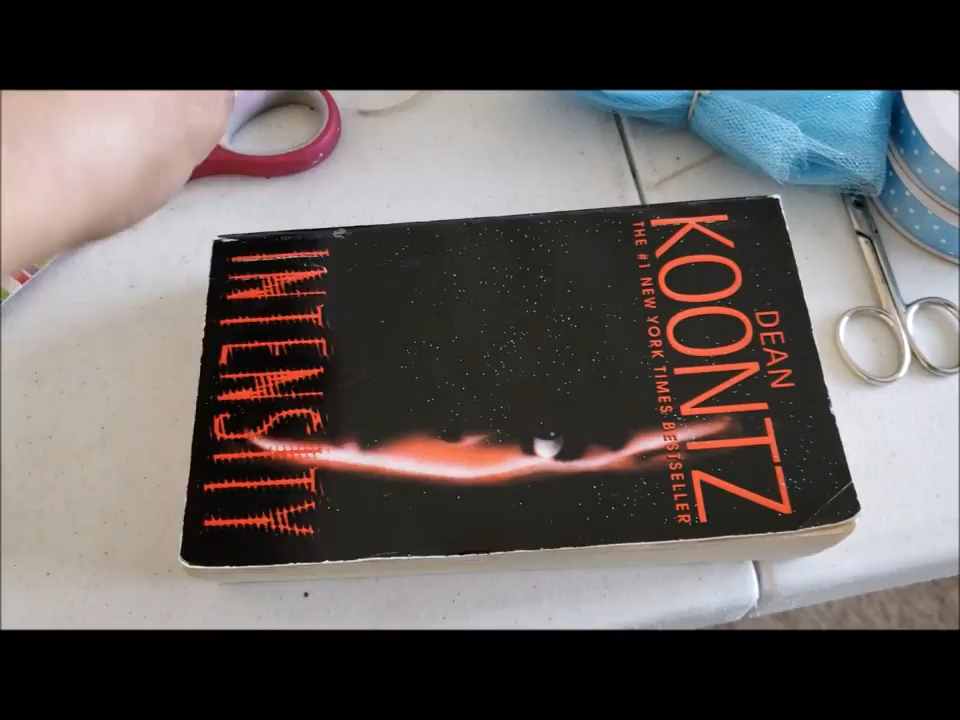 DEAN
KOONTZ
THE #1 NEW YORK TIMES BESTSELLER
INTENSITY